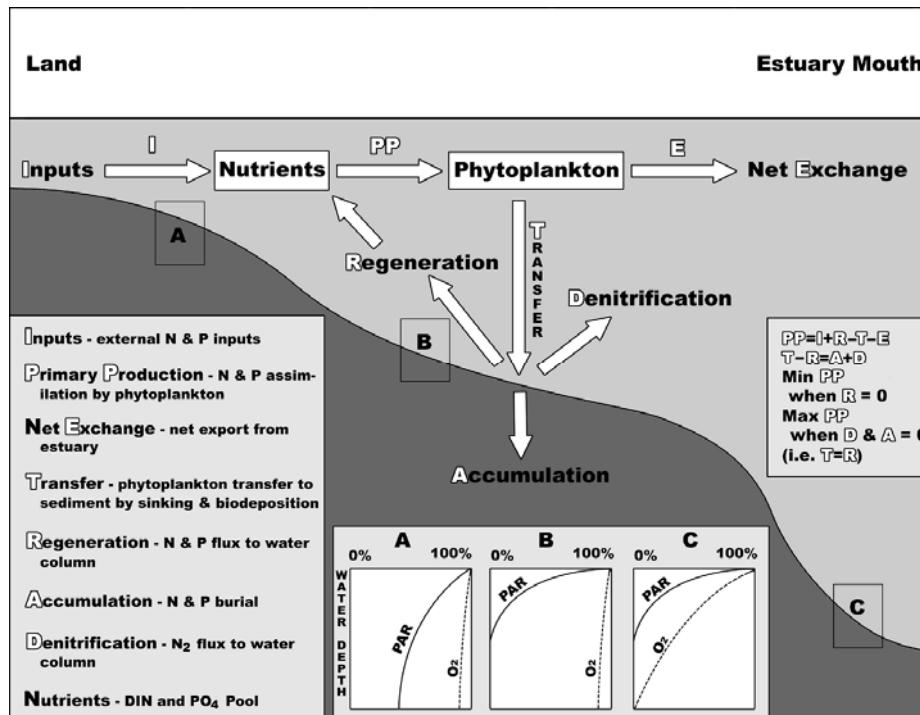 Land
Estuary Mouth
I
PP
E
Inputs
Nutrients
Phytoplankton
Net Exchange
TRANSFER
Regeneration
Denitrification
A
B
Accumulation
C
Inputs - external N & P inputs
Primary Production - N & P assim-
ilation by phytoplankton
Net Exchange - net export from
estuary
Transfer - phytoplankton transfer to
sediment by sinking & biodeposition
Regeneration - N & P flux to water
column
Accumulation - N & P burial
Denitrification - N₂ flux to water
column
Nutrients - DIN and PO₄ Pool
PP=I+R-T-E
T-R=A+D
Min PP
when R = 0
Max PP
when D & A = 0
(i.e. T=R)
A
B
C
0% 100%
0% 100%
0% 100%
WATER DEPTH
PAR
O₂
PAR
O₂
PAR
O₂